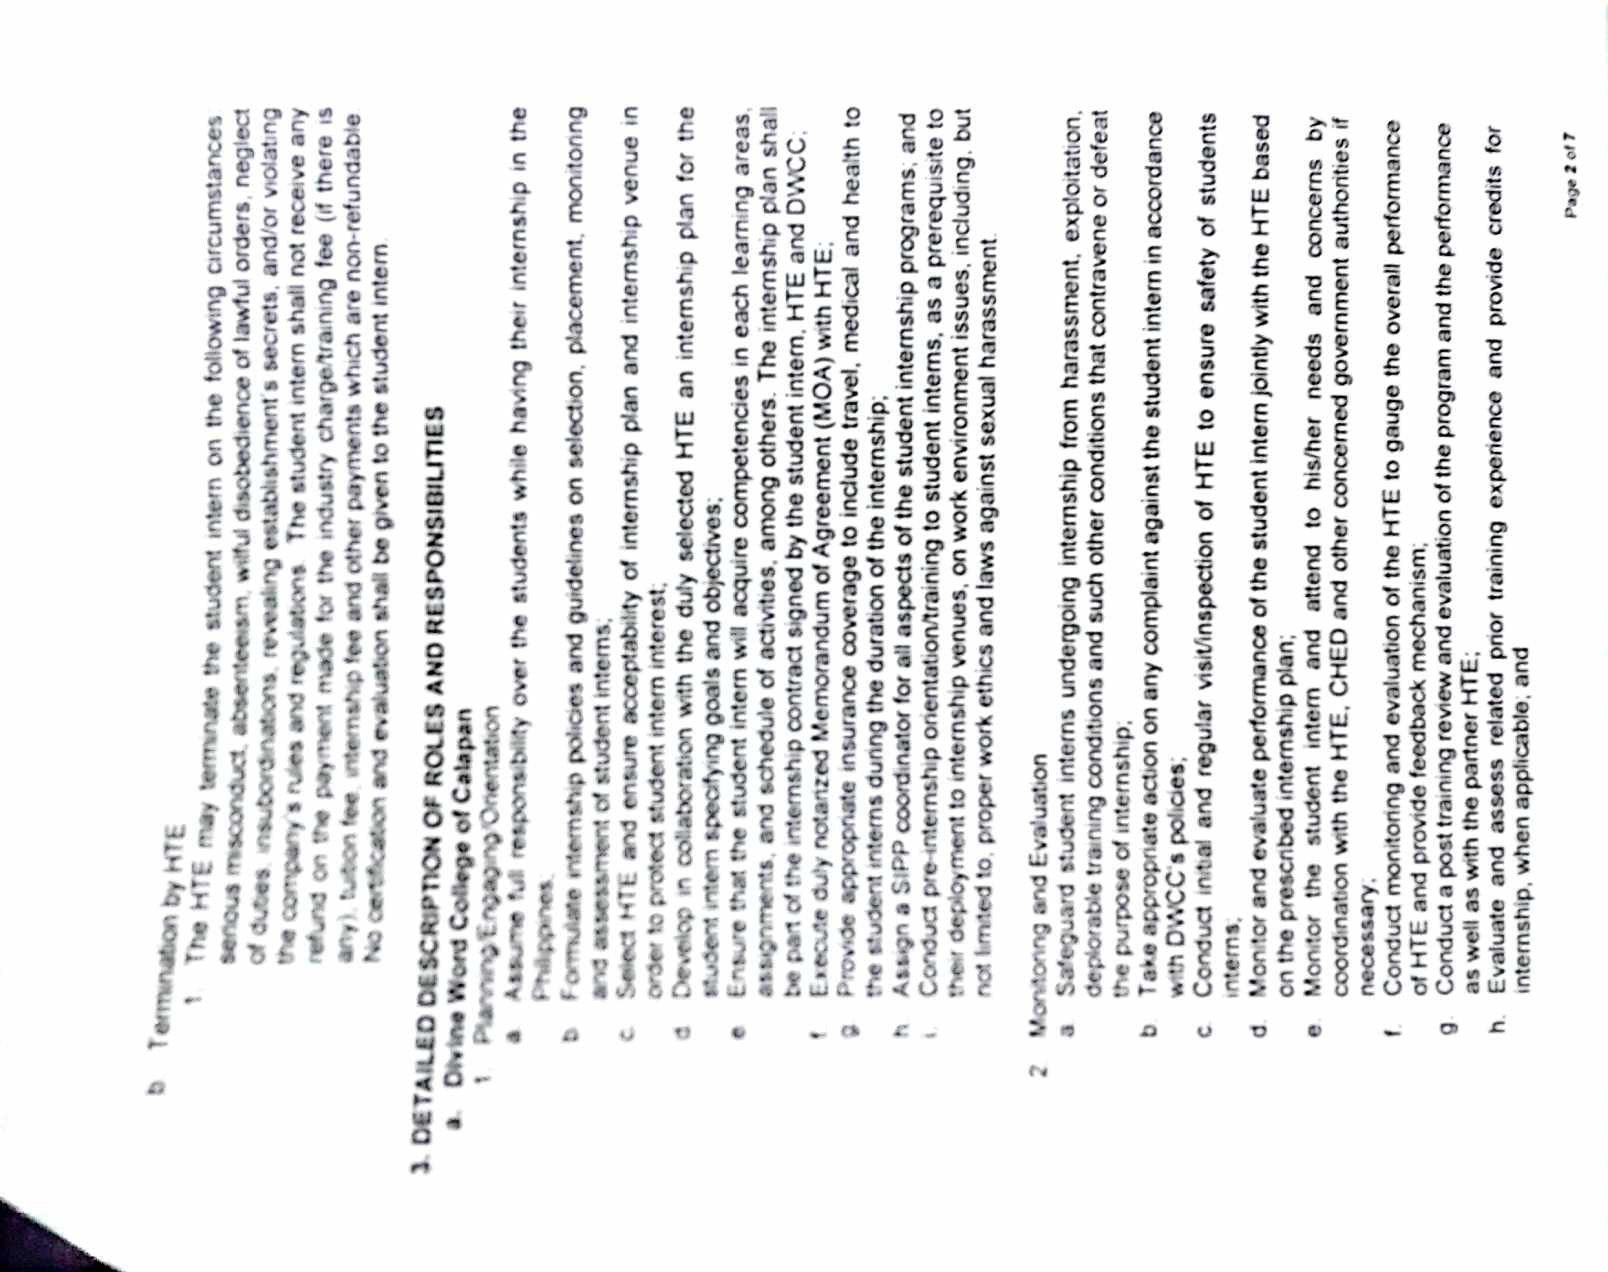 b. Termination by HTE
1. The HTE may terminate the student intern on the following circumstances:
serious misconduct, absenteeism, wilful disobedience of lawful orders, neglect
of duties, insubordinations, revealing establishment's secrets, and/or violating
the company's rules and regulations. The student intern shall not receive any
refund on the payment made for the industry charge/training fee (if there is
any), tuition fee, internship fee and other payments which are non-refundable.
No certification and evaluation shall be given to the student intern.
3. DETAILED DESCRIPTION OF ROLES AND RESPONSIBILITIES
a. Divine Word College of Calapan
1. Planning/Engaging/Orientation
a. Assume full responsibility over the students while having their internship in the
Philippines;
b. Formulate internship policies and guidelines on selection, placement, monitoring
and assessment of student interns;
c. Select HTE and ensure acceptability of internship plan and internship venue in
order to protect student intern interest;
d. Develop in collaboration with the duly selected HTE an internship plan for the
student intern specifying goals and objectives;
e. Ensure that the student intern will acquire competencies in each learning areas,
assignments, and schedule of activities, among others. The internship plan shall
be part of the internship contract signed by the student intern, HTE and DWCC;
f. Execute duly notarized Memorandum of Agreement (MOA) with HTE;
g. Provide appropriate insurance coverage to include travel, medical and health to
the student interns during the duration of the internship;
h. Assign a SIPP coordinator for all aspects of the student internship programs; and
i. Conduct pre-internship orientation/training to student interns, as a prerequisite to
their deployment to internship venues, on work environment issues, including, but
not limited to, proper work ethics and laws against sexual harassment.
2. Monitoring and Evaluation
a. Safeguard student interns undergoing internship from harassment, exploitation,
deplorable training conditions and such other conditions that contravene or defeat
the purpose of internship;
b. Take appropriate action on any complaint against the student intern in accordance
with DWCC's policies;
c. Conduct initial and regular visit/inspection of HTE to ensure safety of students
interns;
d. Monitor and evaluate performance of the student intern jointly with the HTE based
on the prescribed internship plan;
e. Monitor the student intern and attend to his/her needs and concerns by
coordination with the HTE, CHED and other concerned government authorities if
necessary;
f. Conduct monitoring and evaluation of the HTE to gauge the overall performance
of HTE and provide feedback mechanism;
g. Conduct a post training review and evaluation of the program and the performance
as well as with the partner HTE;
h. Evaluate and assess related prior training experience and provide credits for
internship, when applicable; and
Page 2 of 7